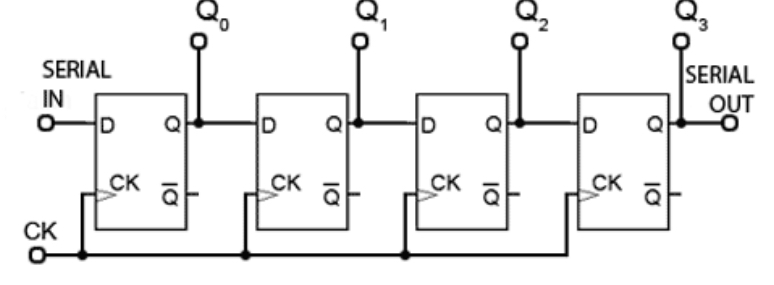 Q0 Q1 Q2 Q3
SERIAL IN
SERIAL OUT
D Q D Q D Q D Q
CK Q̅ CK Q̅ CK Q̅ CK Q̅
CK